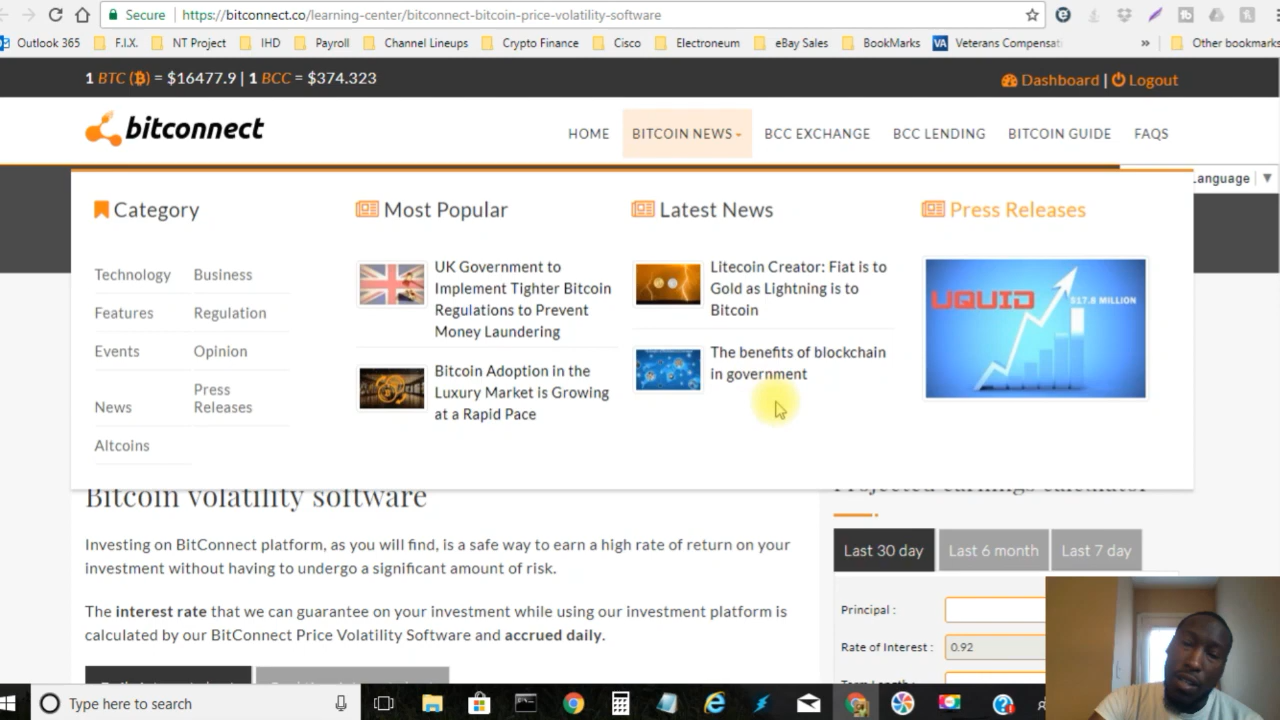 Secure
https://bitconnect.co/learning-center/bitconnect-bitcoin-price-volatility-software
Outlook 365
F.I.X.
NT Project
IHD
Payroll
Channel Lineups
Crypto Finance
Cisco
Electroneum
eBay Sales
BookMarks
VA
Veterans Compensat
»
Other bookmarks
1 BTC (₿) = $16477.9 | 1 BCC = $374.323
Dashboard | Logout
bitconnect
HOME
BITCOIN NEWS
BCC EXCHANGE
BCC LENDING
BITCOIN GUIDE
FAQS
Language ▼
Category
Technology
Business
Features
Regulation
Events
Opinion
News
Press
Releases
Altcoins
Most Popular
UK Government to
Implement Tighter Bitcoin
Regulations to Prevent
Money Laundering
Bitcoin Adoption in the
Luxury Market is Growing
at a Rapid Pace
Latest News
Litecoin Creator: Fiat is to
Gold as Lightning is to
Bitcoin
The benefits of blockchain
in government
Press Releases
UQUID
$17.8 MILLION
Bitcoin volatility software
Investing on BitConnect platform, as you will find, is a safe way to earn a high rate of return on your
investment without having to undergo a significant amount of risk.
The interest rate that we can guarantee on your investment while using our investment platform is
calculated by our BitConnect Price Volatility Software and accrued daily.
Projected earnings calculator
Last 30 day
Last 6 month
Last 7 day
Principal :
Rate of Interest :
0.92
Type here to search